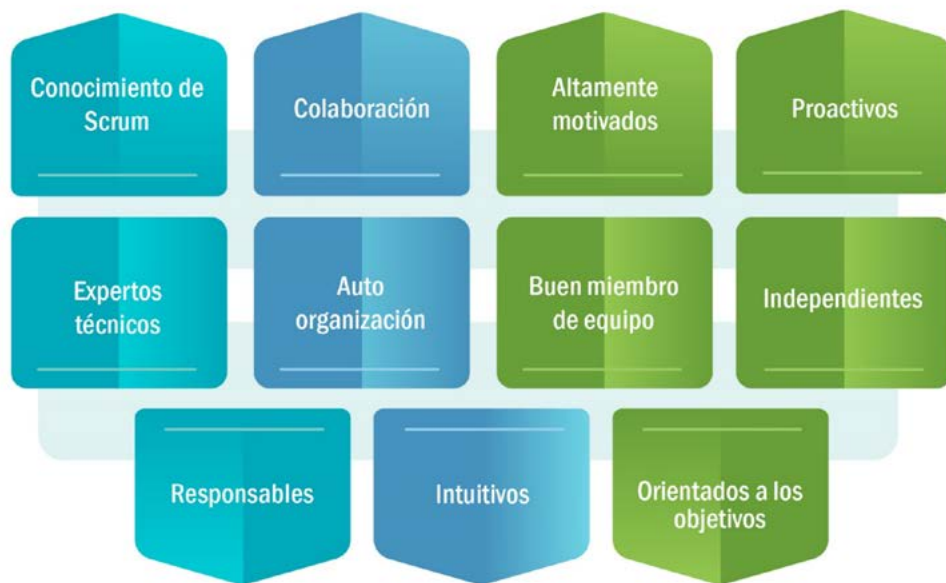 Conocimiento de
Scrum
Colaboración
Altamente
motivados
Proactivos
Expertos
técnicos
Auto
organización
Buen miembro
de equipo
Independientes
Responsables
Intuitivos
Orientados a los
objetivos